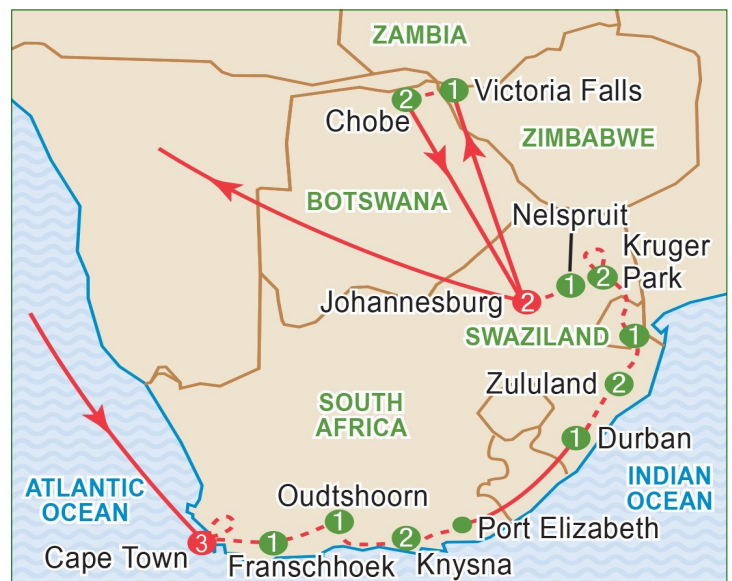 ZAMBIA
2
1
Victoria Falls
Chobe
ZIMBABWE
BOTSWANA
Nelspruit
Kruger
Park
1
2
Johannesburg
2
SWAZILAND
1
Zululand
2
SOUTH
AFRICA
1
Durban
INDIAN
OCEAN
ATLANTIC
OCEAN
Oudtshoorn
1
Port Elizabeth
Cape Town
3
1
2
Franschhoek
Knysna